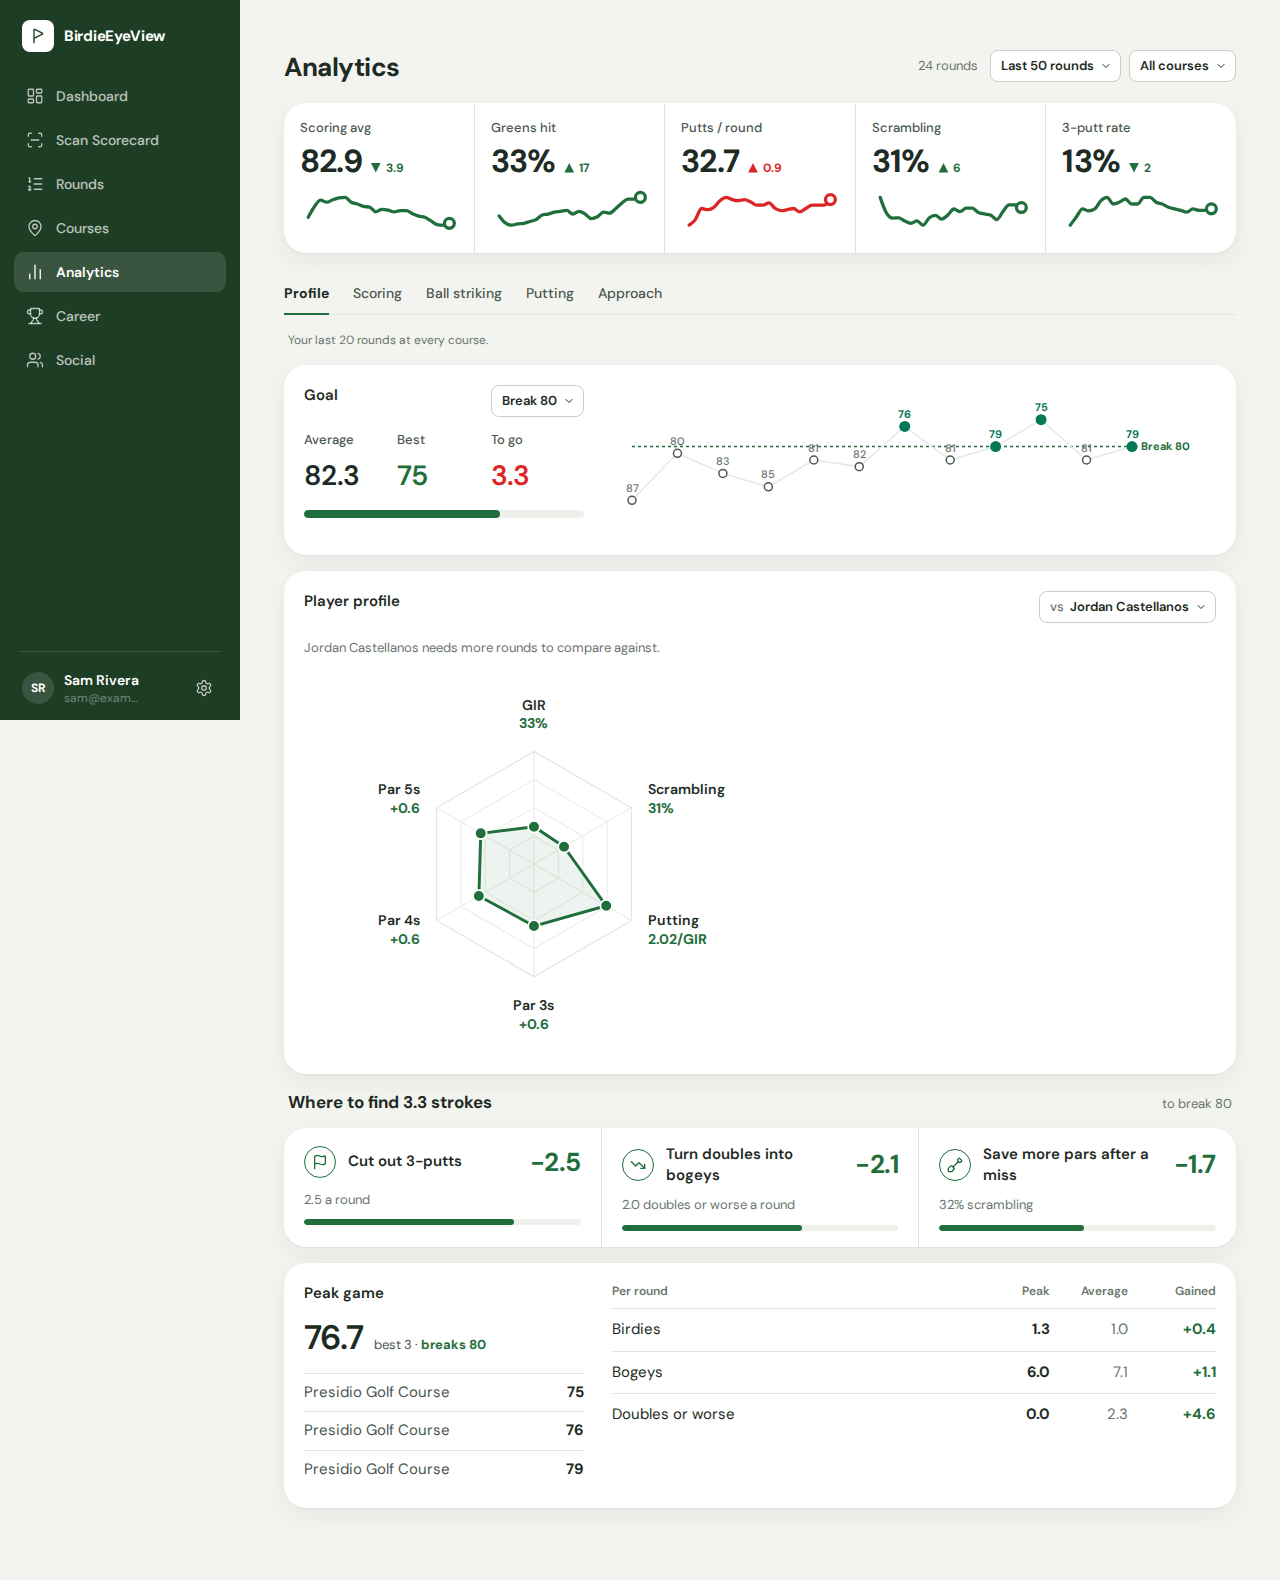 BirdieEyeView
Dashboard
Scan Scorecard
Rounds
Courses
Analytics
Career
Social
SR
Sam Rivera
sam@exam...
Analytics
24 rounds
Last 50 rounds
All courses
Scoring avg
82.9 ▼ 3.9
Greens hit
33% ▲ 17
Putts / round
32.7 ▲ 0.9
Scrambling
31% ▲ 6
3-putt rate
13% ▼ 2
Profile Scoring Ball striking Putting Approach
Your last 20 rounds at every course.
Goal
Break 80
Average Best To go
82.3 75 3.3
87 80 83 85 81 82 76 81 79 75 81 79 Break 80
Player profile
vs Jordan Castellanos
Jordan Castellanos needs more rounds to compare against.
GIR
33%
Par 5s
+0.6
Scrambling
31%
Par 4s
+0.6
Putting
2.02/GIR
Par 3s
+0.6
Where to find 3.3 strokes
to break 80
Cut out 3-putts
−2.5
2.5 a round
Turn doubles into
bogeys
−2.1
2.0 doubles or worse a round
Save more pars after a
miss
−1.7
32% scrambling
Peak game
76.7 best 3 · breaks 80
Presidio Golf Course 75
Presidio Golf Course 76
Presidio Golf Course 79
Per round Peak Average Gained
Birdies 1.3 1.0 +0.4
Bogeys 6.0 7.1 +1.1
Doubles or worse 0.0 2.3 +4.6